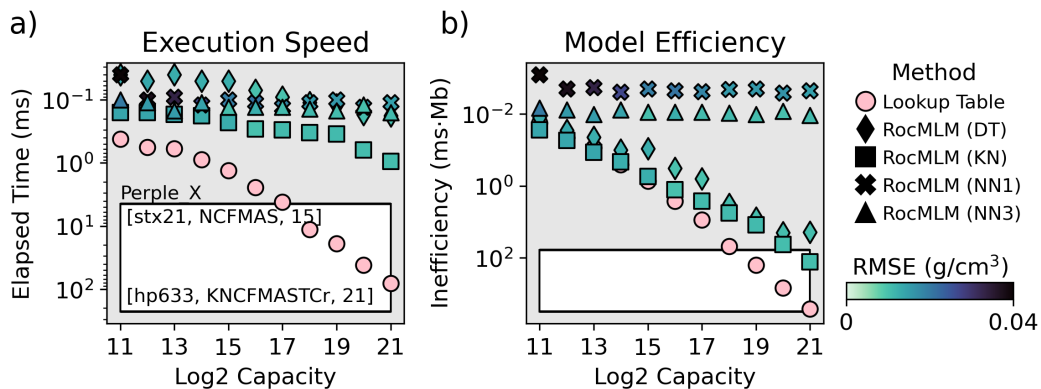 a)
Execution Speed
Elapsed Time (ms)
10⁻¹
10⁰
10¹
10²
Perple_X
[stx21, NCFMAS, 15]
[hp633, KNCFMASTCr, 21]
11 13 15 17 19 21
Log2 Capacity
b)
Model Efficiency
Inefficiency (ms·Mb)
10⁻²
10⁰
10²
11 13 15 17 19 21
Log2 Capacity
Method
Lookup Table
RocMLM (DT)
RocMLM (KN)
RocMLM (NN1)
RocMLM (NN3)
RMSE (g/cm³)
0 0.04